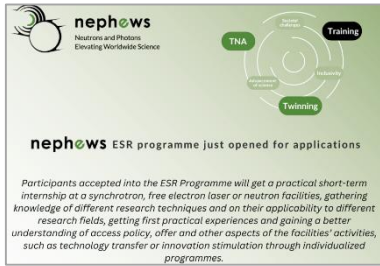 nephews
Neutrons and Photons
Elevating Worldwide Science
TNA
Training
Inclusivity
Twinning
nephews ESR programme just opened for applications
Participants accepted into the ESR Programme will get a practical short-term
internship at a synchrotron, free electron laser or neutron facilities, gathering
knowledge of different research techniques and on their applicability to different
research fields, getting first practical experiences and gaining a better
understanding of access policy, offer and other aspects of the facilities' activities,
such as technology transfer or innovation stimulation through individualized
programmes.